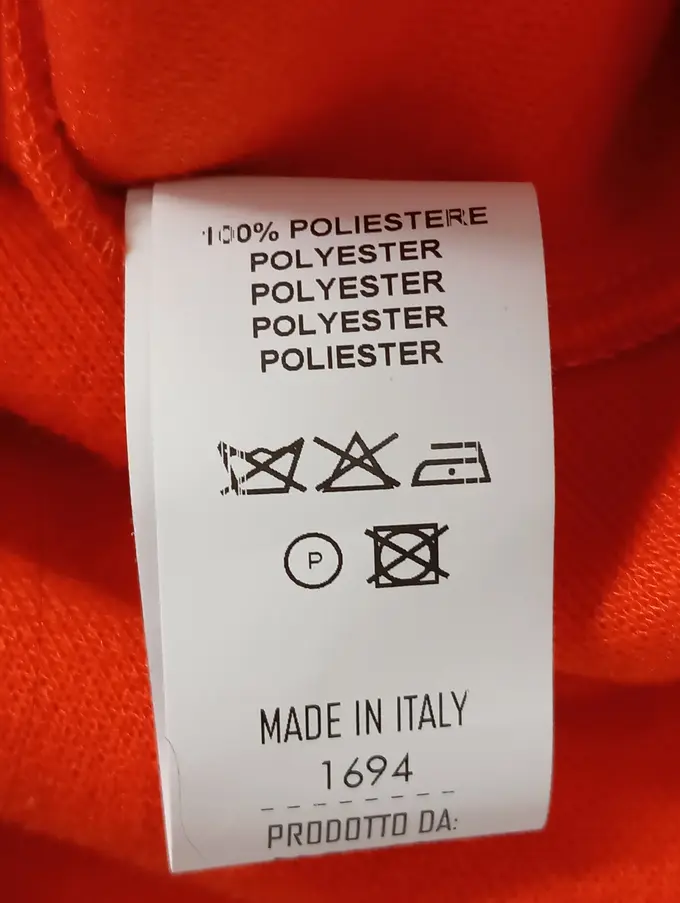 100% POLIESTERE
POLYESTER
POLYESTER
POLYESTER
POLIESTER
P
MADE IN ITALY
1694
PRODOTTO DA: